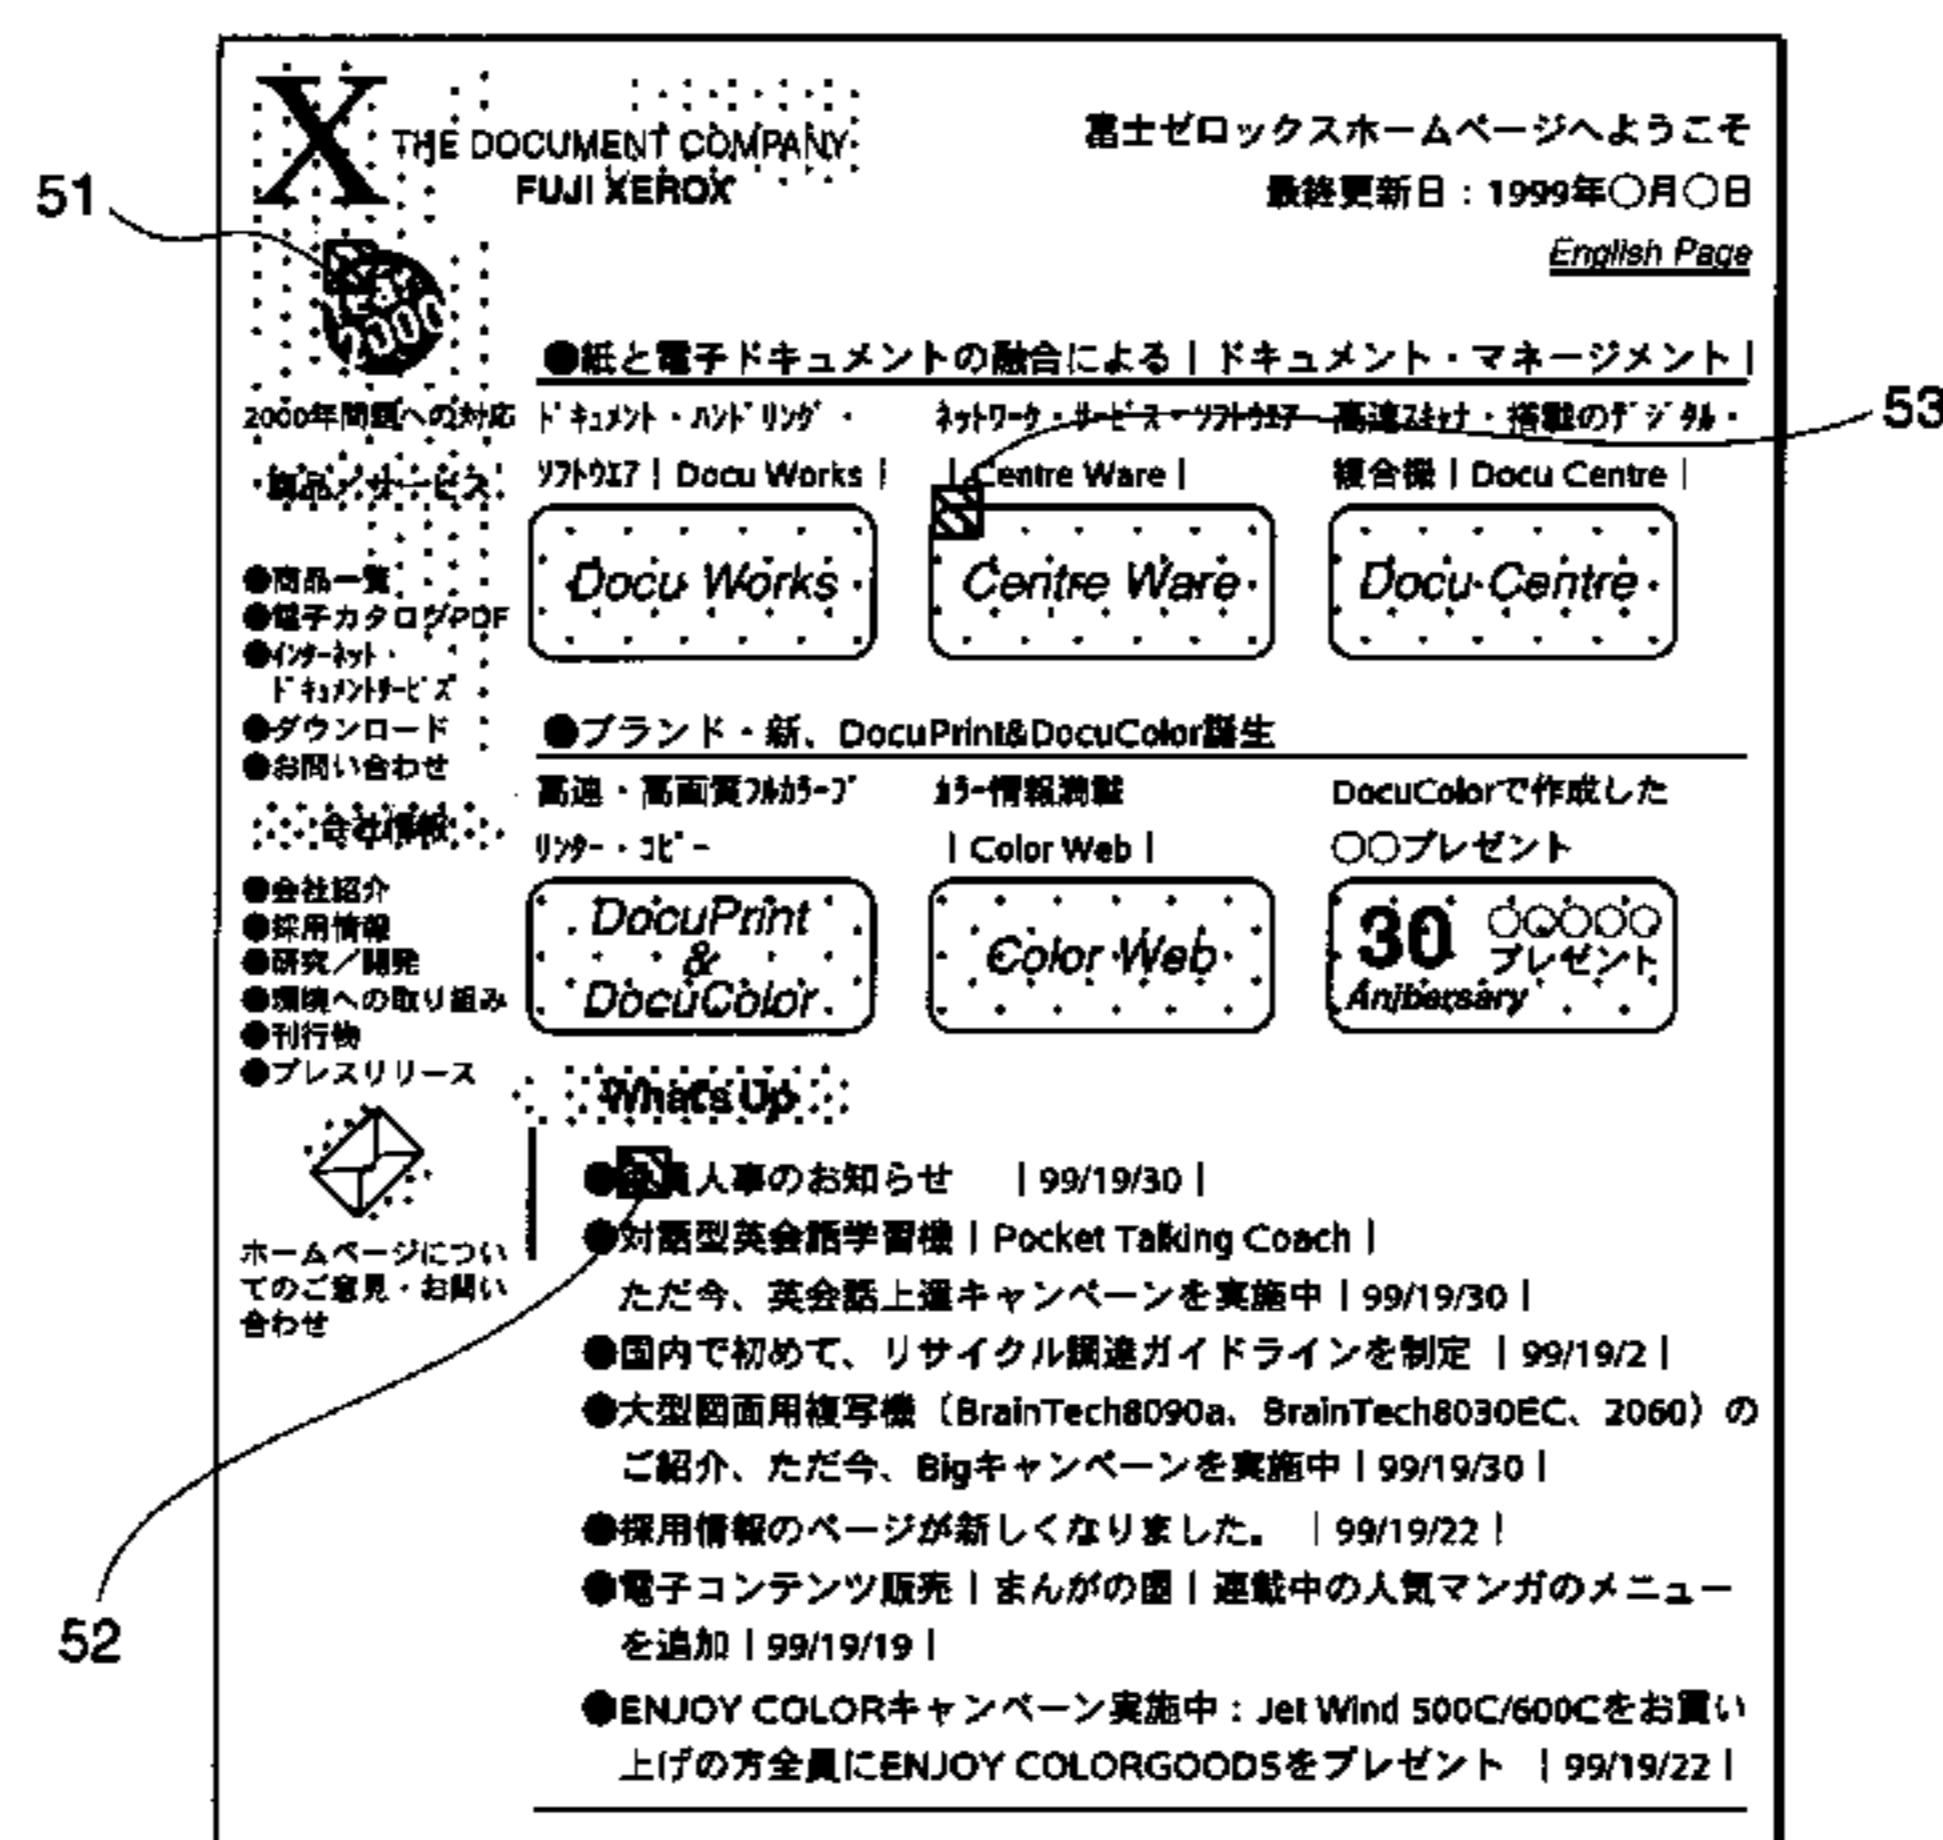 51
52
53
X
THE DOCUMENT COMPANY
FUJI XEROX
富士ゼロックスホームページへようこそ
最終更新日：1999年〇月〇日
English Page
2000
2000年問題への対応
商品／サービス
●商品一覧
●電子カタログPDF
●ｲﾝﾀｰﾈｯﾄ・
ﾄﾞｷｭﾒﾝﾄｻｰﾋﾞｽﾞ
●ダウンロード
●お問い合わせ
会社情報
●会社紹介
●採用情報
●研究／開発
●環境への取り組み
●刊行物
●プレスリリース
ホームページについ
てのご意見・お問い
合わせ
●紙と電子ドキュメントの融合による｜ドキュメント・マネージメント｜
ﾄﾞｷｭﾒﾝﾄ・ﾊﾝﾄﾞﾘﾝｸﾞ・
ｿﾌﾄｳｴｱ｜Docu Works｜
Docu Works
ﾈｯﾄﾜｰｸ・ｻｰﾋﾞｽ・ｿﾌﾄｳｴｱ
｜Centre Ware｜
Centre Ware
高速ｽｷｬﾅ・搭載のﾃﾞｼﾞﾀﾙ・
複合機｜Docu Centre｜
Docu Centre
●ブランド・新、DocuPrint&DocuColor誕生
高速・高画質ﾌﾙｶﾗｰﾌﾟ
ﾘﾝﾀｰ・ｺﾋﾟｰ
DocuPrint
&
DocuColor
ｶﾗｰ情報満載
｜Color Web｜
Color Web
DocuColorで作成した
〇〇プレゼント
30 〇〇〇〇〇
プレゼント
Anibersary
What's Up
人事のお知らせ ｜99/19/30｜
●対話型英会話学習機｜Pocket Talking Coach｜
ただ今、英会話上達キャンペーンを実施中｜99/19/30｜
●国内で初めて、リサイクル調達ガイドラインを制定 ｜99/19/2｜
●大型図面用複写機（BrainTech8090a、BrainTech8030EC、2060）の
ご紹介、ただ今、Bigキャンペーンを実施中｜99/19/30｜
●採用情報のページが新しくなりました。 ｜99/19/22｜
●電子コンテンツ販売｜まんがの国｜連載中の人気マンガのメニュー
を追加｜99/19/19｜
●ENJOY COLORキャンペーン実施中：Jet Wind 500C/600Cをお買い
上げの方全員にENJOY COLORGOODSをプレゼント ｜99/19/22｜